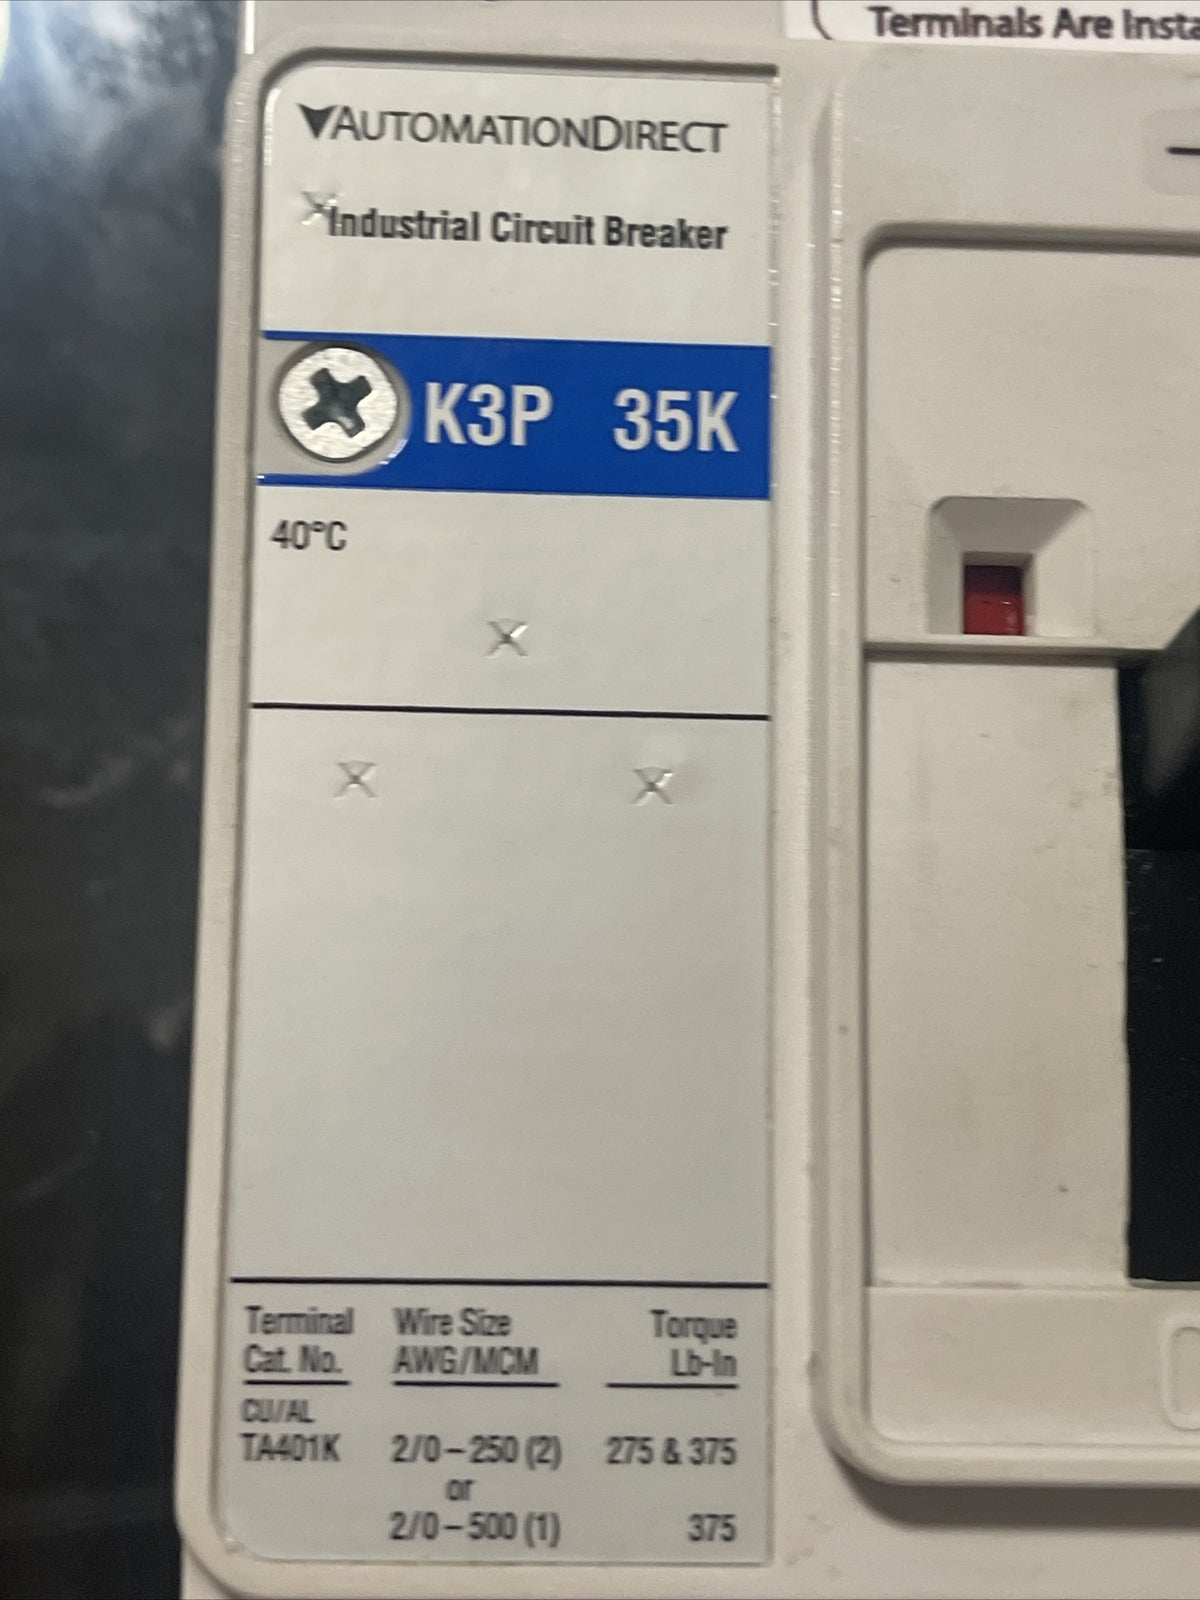 Terminals Are Insta
AUTOMATIONDIRECT
Industrial Circuit Breaker
K3P 35K
40°C
Terminal Wire Size Torque
Cat. No. AWG/MCM Lb-In
CU/AL
TA401K 2/0-250 (2) 275 & 375
or
2/0-500 (1) 375